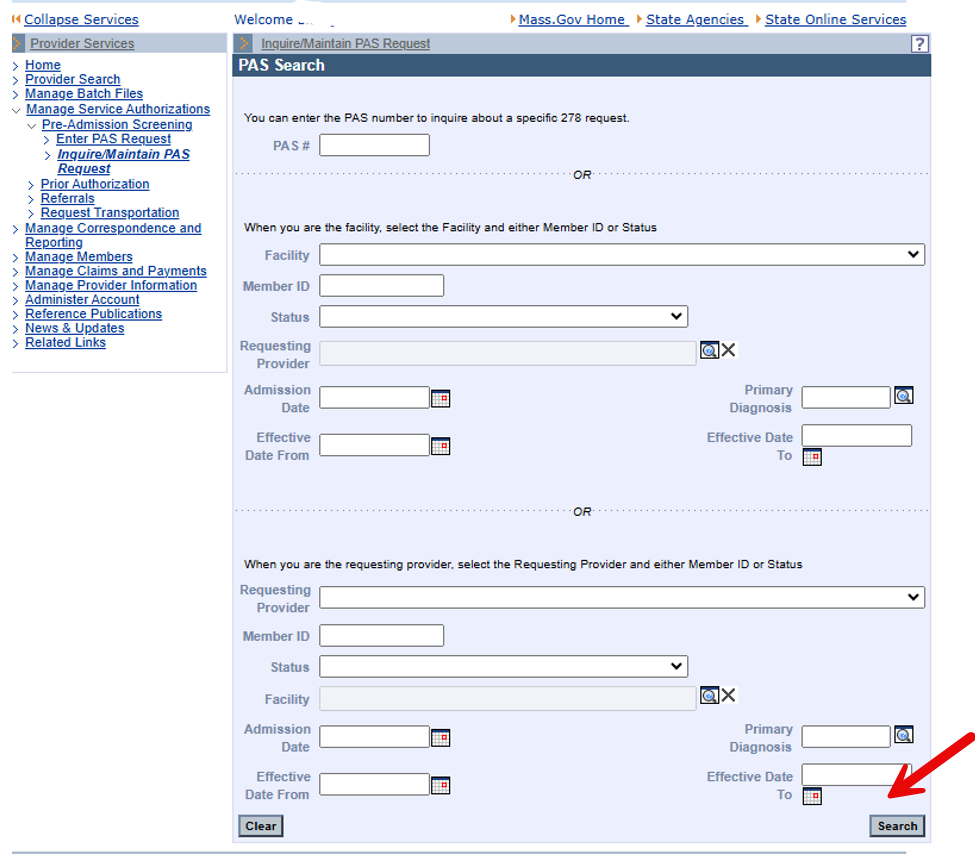 Collapse Services
Welcome
Mass.Gov Home
State Agencies
State Online Services
Provider Services
Home
Provider Search
Manage Batch Files
Manage Service Authorizations
Pre-Admission Screening
Enter PAS Request
Inquire/Maintain PAS
Request
Prior Authorization
Referrals
Request Transportation
Manage Correspondence and
Reporting
Manage Members
Manage Claims and Payments
Manage Provider Information
Administer Account
Reference Publications
News & Updates
Related Links
Inquire/Maintain PAS Request
?
PAS Search
You can enter the PAS number to inquire about a specific 278 request.
PAS #
OR
When you are the facility, select the Facility and either Member ID or Status
Facility
Member ID
Status
Requesting
Provider
Admission
Date
Primary
Diagnosis
Effective
Date From
Effective Date
To
OR
When you are the requesting provider, select the Requesting Provider and either Member ID or Status
Requesting
Provider
Member ID
Status
Facility
Admission
Date
Primary
Diagnosis
Effective
Date From
Effective Date
To
Clear
Search